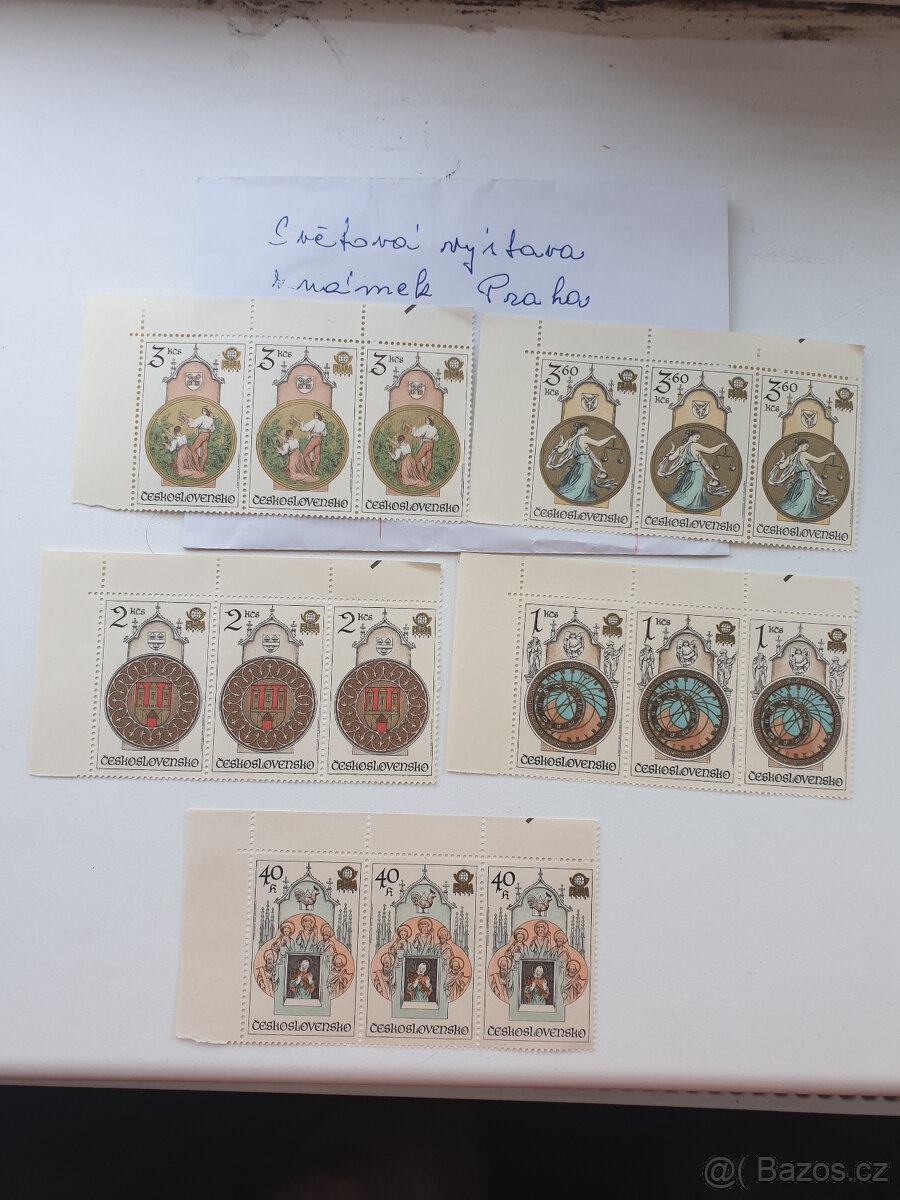 Světová výstava
známek Praha
3 Kčs 3 Kčs 3 Kčs
ČESKOSLOVENSKO ČESKOSLOVENSKO ČESKOSLOVENSKO
3 60 Kčs 3 60 Kčs 3 60 Kčs
ČESKOSLOVENSKO ČESKOSLOVENSKO ČESKOSLOVENSKO
2 Kčs 2 Kčs 2 Kčs
ČESKOSLOVENSKO ČESKOSLOVENSKO ČESKOSLOVENSKO
1 Kčs 1 Kčs 1 Kčs
ČESKOSLOVENSKO ČESKOSLOVENSKO ČESKOSLOVENSKO
40 h 40 h 40 h
ČESKOSLOVENSKO ČESKOSLOVENSKO ČESKOSLOVENSKO
@( Bazos.cz